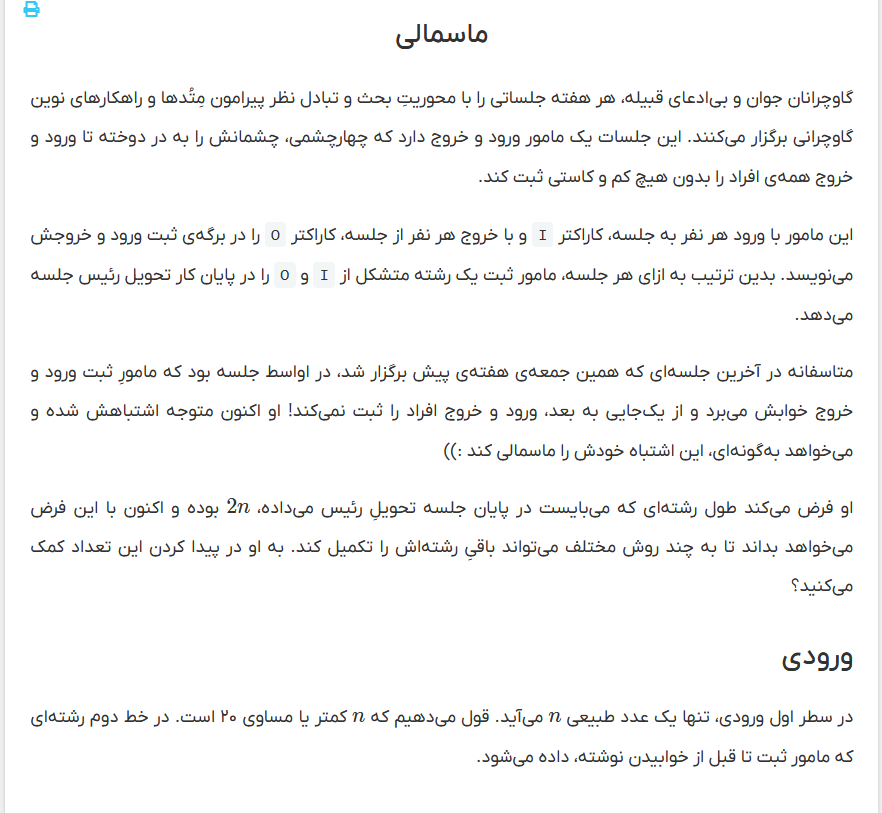 ماسمالی
گاوچرانان جوان و بی‌ادعای قبیله، هر هفته جلساتی را با محوریتِ بحث و تبادل نظر پیرامون مِتُدها و راهکارهای نوین
گاوچرانی برگزار می‌کنند. این جلسات یک مامور ورود و خروج دارد که چهارچشمی، چشمانش را به در دوخته تا ورود و
خروج همه‌ی افراد را بدون هیچ کم و کاستی ثبت کند.
این مامور با ورود هر نفر به جلسه، کاراکتر I و با خروج هر نفر از جلسه، کاراکتر O را در برگه‌ی ثبت ورود و خروجش
می‌نویسد. بدین ترتیب به ازای هر جلسه، مامور ثبت یک رشته متشکل از I و O را در پایان کار تحویل رئیس جلسه
می‌دهد.
متاسفانه در آخرین جلسه‌ای که همین جمعه‌ی هفته‌ی پیش برگزار شد، در اواسط جلسه بود که مامورِ ثبت ورود و
خروج خوابش می‌برد و از یک‌جایی به بعد، ورود و خروج افراد را ثبت نمی‌کند! او اکنون متوجه اشتباهش شده و
می‌خواهد به‌گونه‌ای، این اشتباه خودش را ماسمالی کند :))
او فرض می‌کند طول رشته‌ای که می‌بایست در پایان جلسه تحویلِ رئیس می‌داده، 2n بوده و اکنون با این فرض
می‌خواهد بداند تا به چند روش مختلف می‌تواند باقیِ رشته‌اش را تکمیل کند. به او در پیدا کردن این تعداد کمک
می‌کنید؟
ورودی
در سطر اول ورودی، تنها یک عدد طبیعی n می‌آید. قول می‌دهیم که n کمتر یا مساوی ۲۰ است. در خط دوم رشته‌ای
که مامور ثبت تا قبل از خوابیدن نوشته، داده می‌شود.